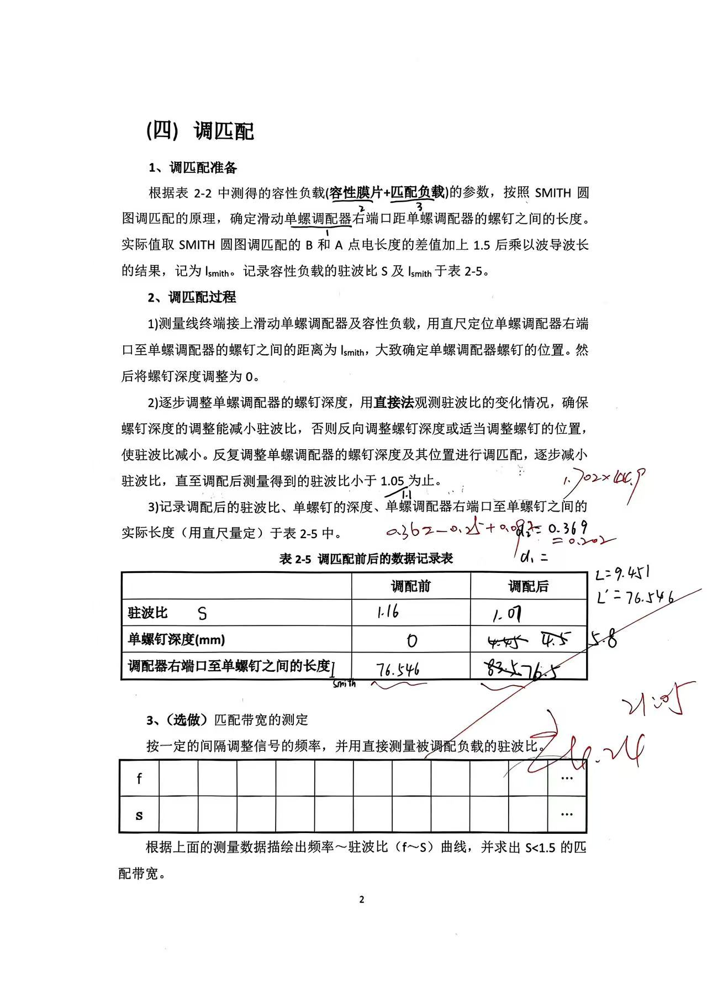 (四) 调匹配
1、调匹配准备
根据表 2-2 中测得的容性负载(容性膜片+匹配负载)的参数，按照 SMITH 圆
2 3
图调匹配的原理，确定滑动单螺调配器右端口距单螺调配器的螺钉之间的长度。
1
实际值取 SMITH 圆图调匹配的 B 和 A 点电长度的差值加上 1.5 后乘以波导波长
的结果，记为 lsmith。记录容性负载的驻波比 S 及 lsmith 于表 2-5。
2、调匹配过程
1)测量线终端接上滑动单螺调配器及容性负载，用直尺定位单螺调配器右端
口至单螺调配器的螺钉之间的距离为 lsmith，大致确定单螺调配器螺钉的位置。然
后将螺钉深度调整为 0。
2)逐步调整单螺调配器的螺钉深度，用直接法观测驻波比的变化情况，确保
螺钉深度的调整能减小驻波比，否则反向调整螺钉深度或适当调整螺钉的位置，
使驻波比减小。反复调整单螺调配器的螺钉深度及其位置进行调匹配，逐步减小
驻波比，直至调配后测量得到的驻波比小于 1.05 为止。
1.702×44.9
1.1
3)记录调配后的驻波比、单螺钉的深度、单螺调配器右端口至单螺钉之间的
实际长度（用直尺量定）于表 2-5 中。
0.362-0.25+0.0
d₂=0.369
=0.202
d₁=
表 2-5 调匹配前后的数据记录表
调配前 调配后
L=9.451
L'=76.546
驻波比 S 1.16 1.07
单螺钉深度(mm) 0 4.45 4.5 5.8
调配器右端口至单螺钉之间的长度 lsmith 76.546 83.5 76.5
21:05
3、（选做）匹配带宽的测定
按一定的间隔调整信号的频率，并用直接测量被调配负载的驻波比。
4.24
f ...
s ...
根据上面的测量数据描绘出频率～驻波比（f～S）曲线，并求出 S<1.5 的匹
配带宽。
2